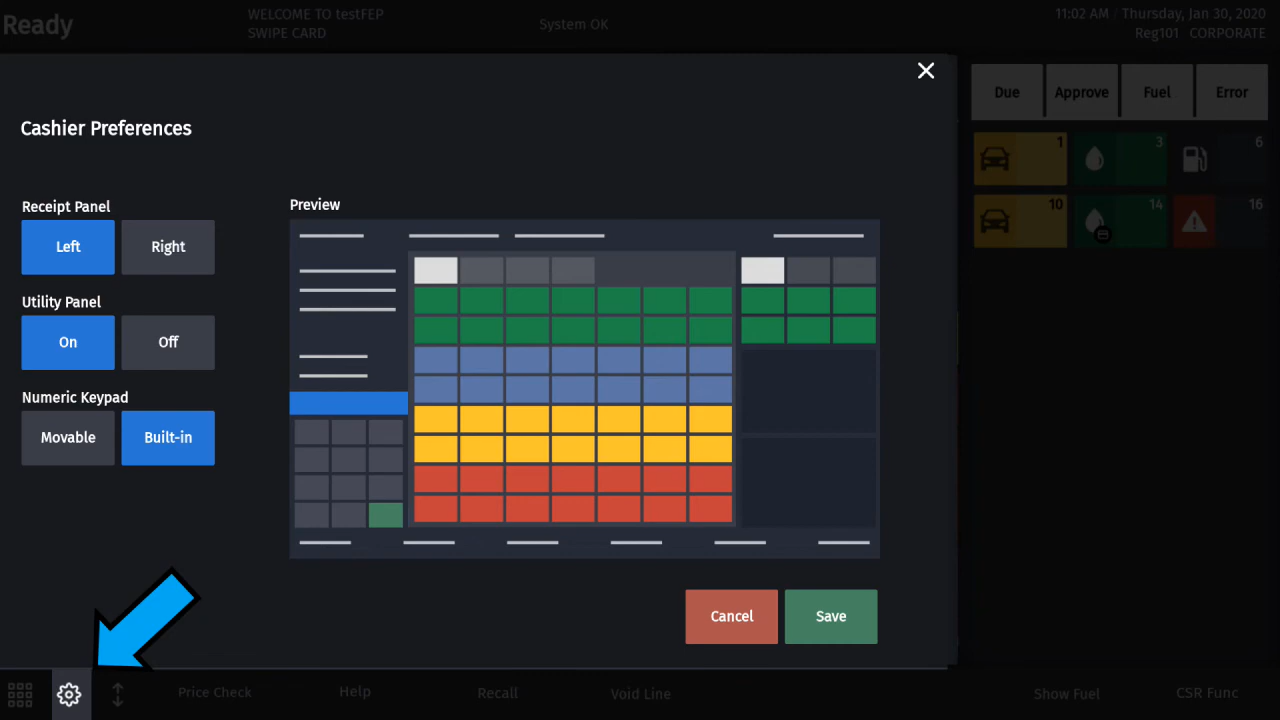 Ready
WELCOME TO testFEP
SWIPE CARD
System OK
11:02 AM / Thursday, Jan 30, 2020
Reg101 CORPORATE
Cashier Preferences
Receipt Panel
Left
Right
Utility Panel
On
Off
Numeric Keypad
Movable
Built-in
Preview
Cancel
Save
Due
Approve
Fuel
Error
1
3
6
10
14
16
Price Check
Help
Recall
Void Line
Show Fuel
CSR Func